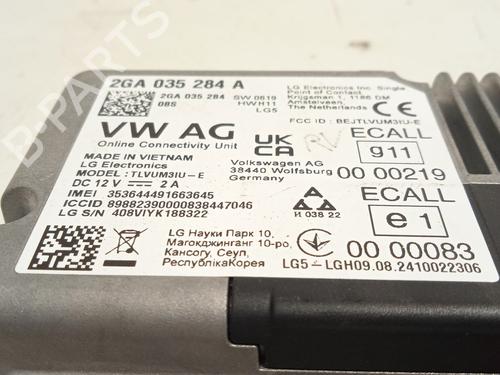 2GA 035 284 A
2GA 035 284 SW 0619
OBS HWH11
LG5
LG Electronics Inc. Single
Point of Contact
Krijgsman 1, 1186 DM
Amstelveen,
The Netherlands
FCC ID : BEJTLVUM3IU-E
VW AG
Online Connectivity Unit
UK
CA
CE
MADE IN VIETNAM
LG Electronics
MODEL : TLVUM3IU-E
DC 12 V 2 A
IMEI 353644491663645
ICCID 89882390000838447046
LG S/N 408VIYK188322
Volkswagen AG
38440 Wolfsburg
Germany
ECALL
g11
00 00219
ECALL
e1
00 00083
И 038 22
LG Науки Парк 10,
Магокджинганг 10-ро,
Кангсогу, Сеул,
РеспублiкаКорея
LG5-LGH09.08.2410022306
B-PARTS